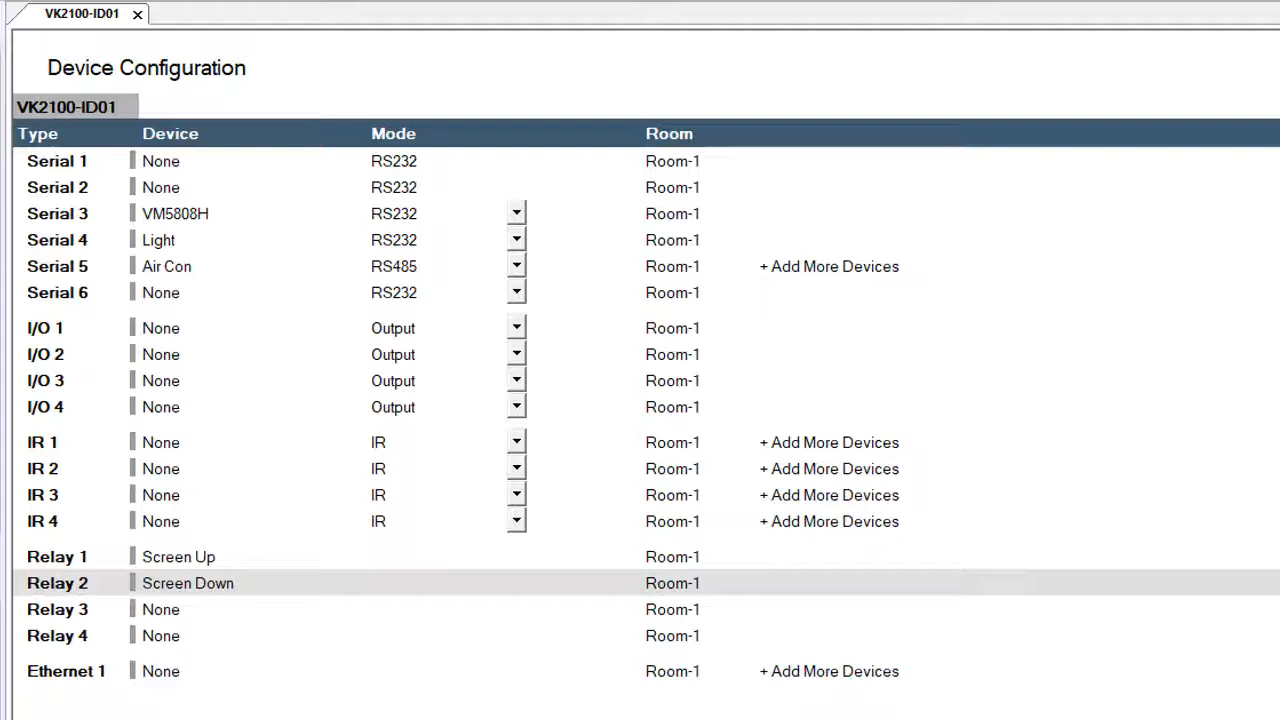 VK2100-ID01
Device Configuration
VK2100-ID01
Type Device Mode Room
Serial 1 None RS232 Room-1
Serial 2 None RS232 Room-1
Serial 3 VM5808H RS232 Room-1
Serial 4 Light RS232 Room-1
Serial 5 Air Con RS485 Room-1 + Add More Devices
Serial 6 None RS232 Room-1
I/O 1 None Output Room-1
I/O 2 None Output Room-1
I/O 3 None Output Room-1
I/O 4 None Output Room-1
IR 1 None IR Room-1 + Add More Devices
IR 2 None IR Room-1 + Add More Devices
IR 3 None IR Room-1 + Add More Devices
IR 4 None IR Room-1 + Add More Devices
Relay 1 Screen Up Room-1
Relay 2 Screen Down Room-1
Relay 3 None Room-1
Relay 4 None Room-1
Ethernet 1 None Room-1 + Add More Devices